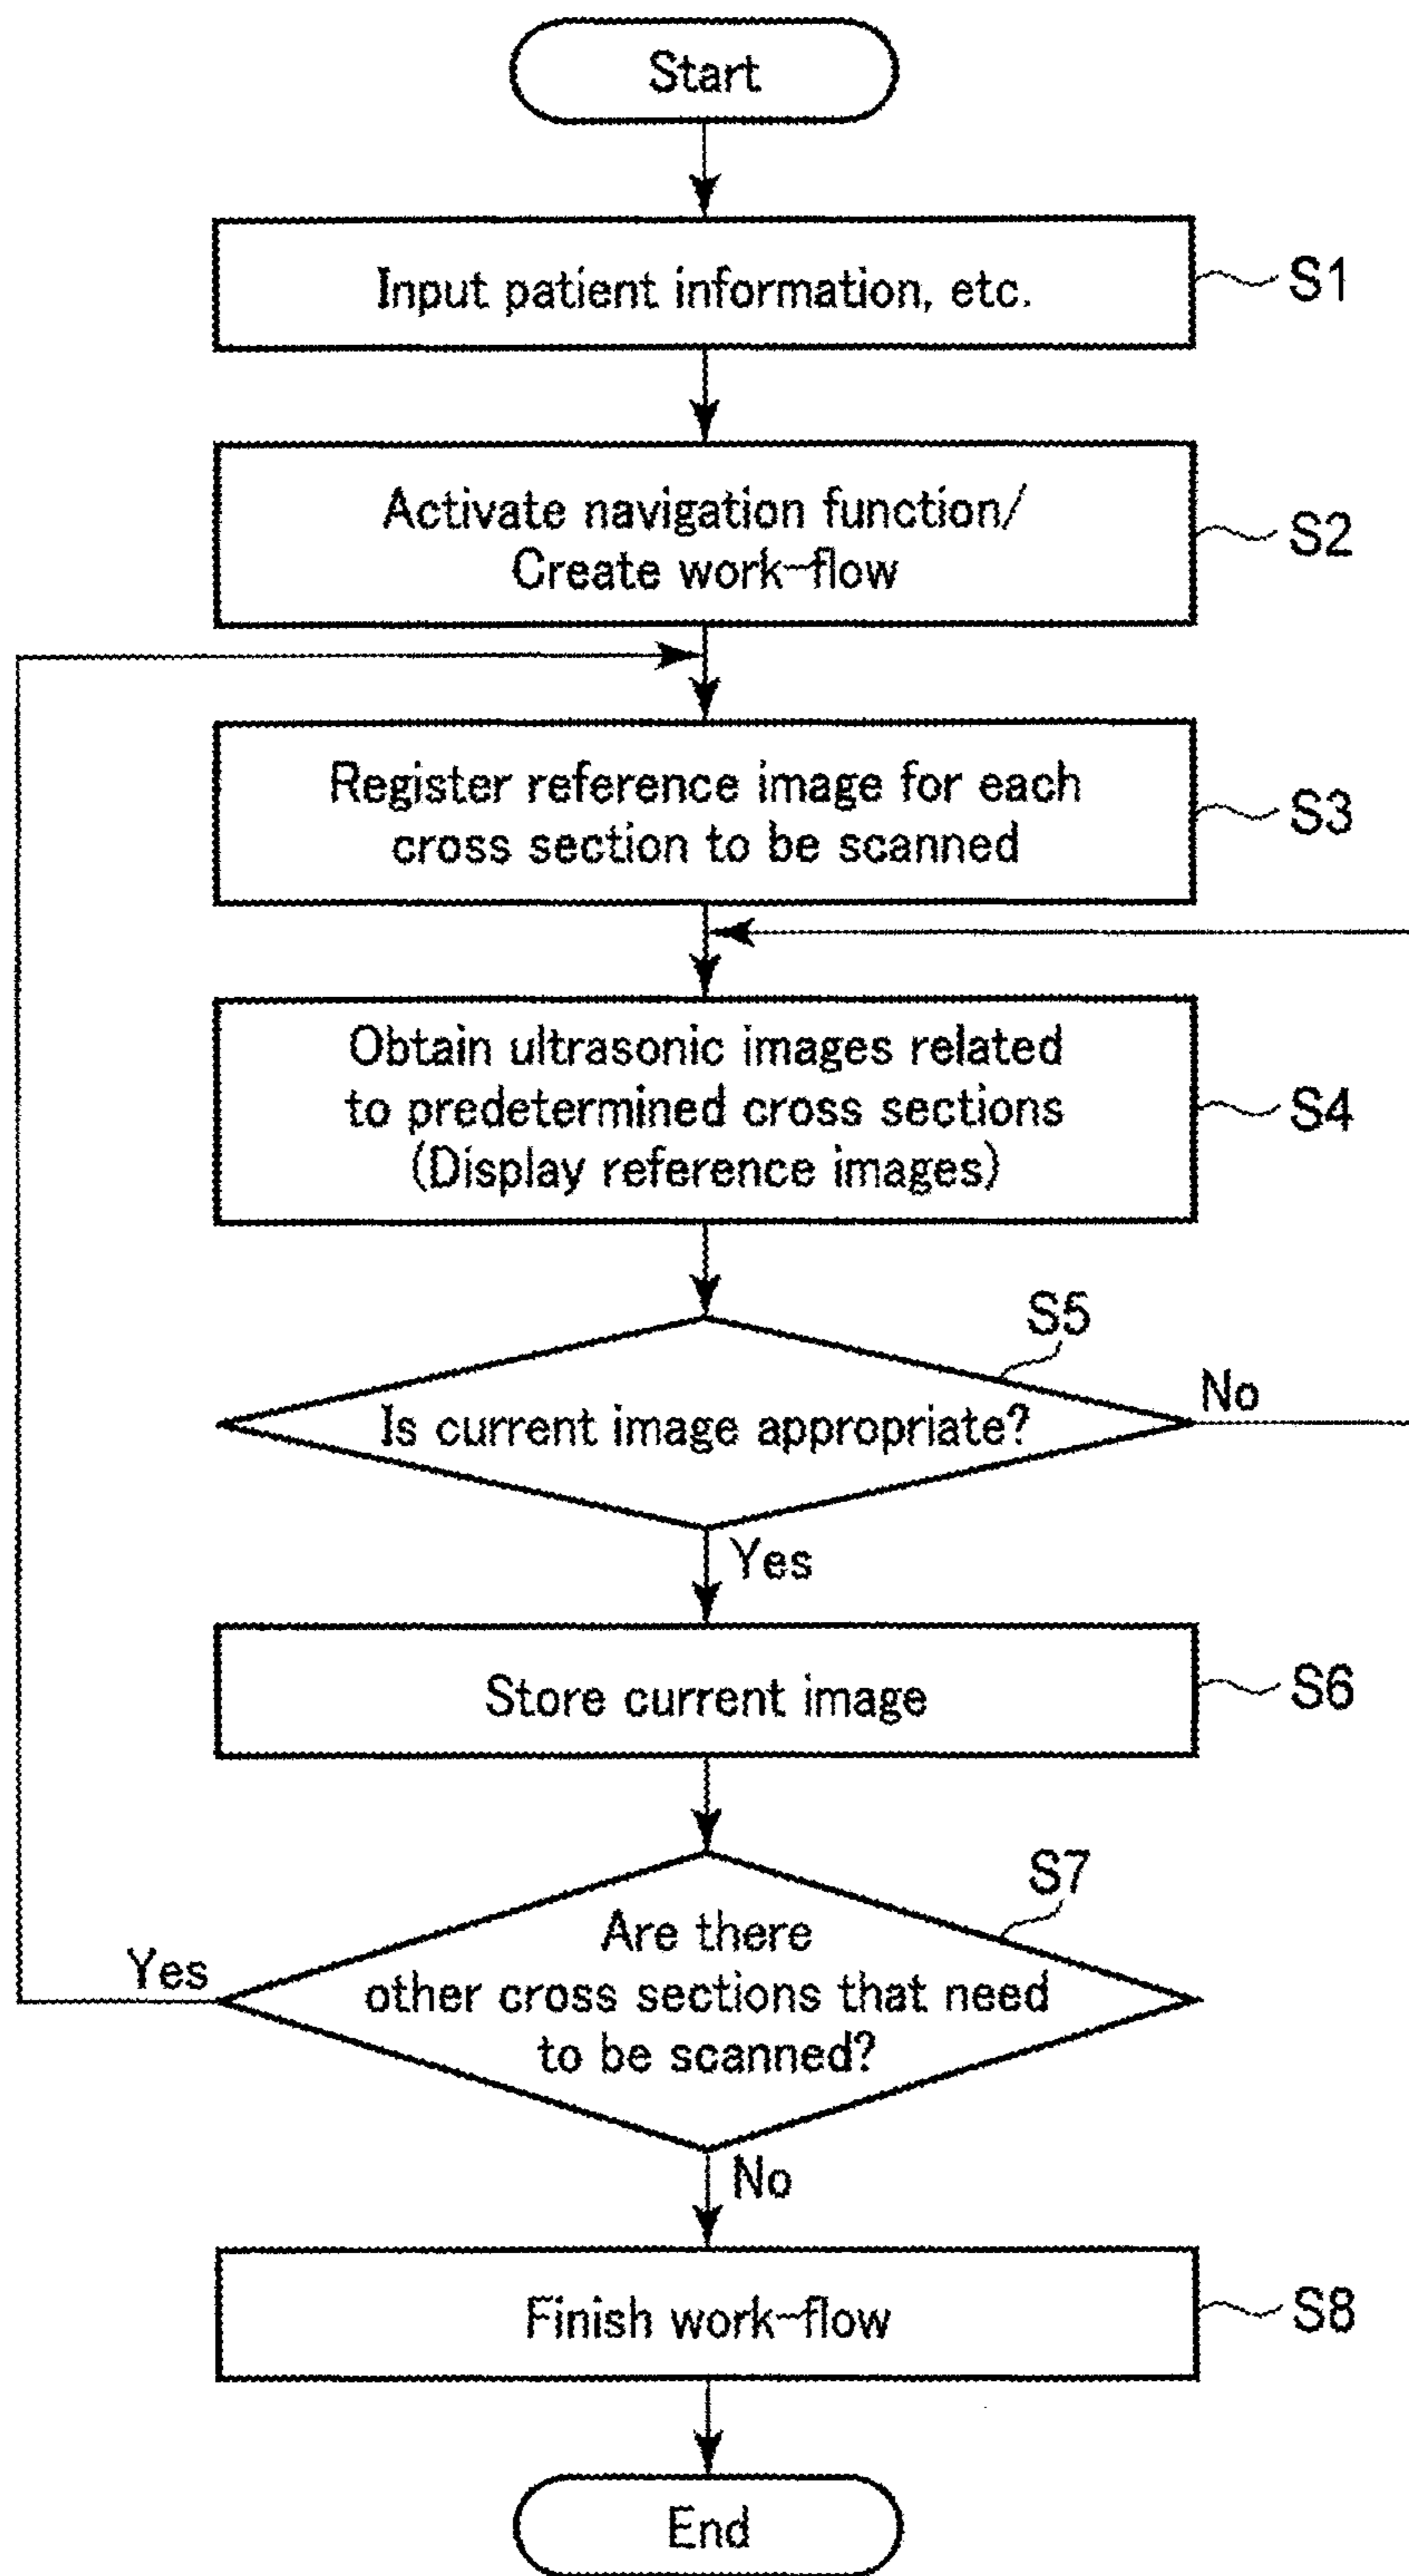 Start
Input patient information, etc.
S1
Activate navigation function/
Create work-flow
S2
Register reference image for each
cross section to be scanned
S3
Obtain ultrasonic images related
to predetermined cross sections
(Display reference images)
S4
S5
Is current image appropriate?
No
Yes
Store current image
S6
S7
Are there
other cross sections that need
to be scanned?
Yes
No
Finish work-flow
S8
End